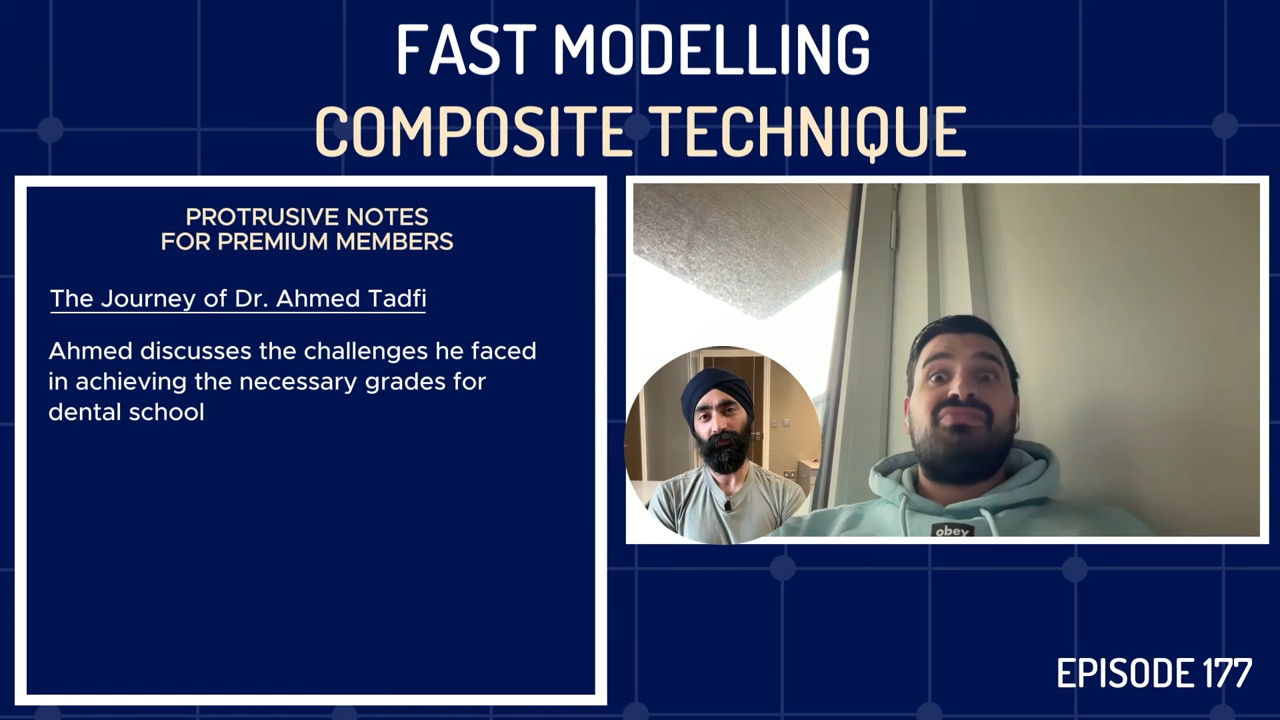 FAST MODELLING
COMPOSITE TECHNIQUE
PROTRUSIVE NOTES
FOR PREMIUM MEMBERS
The Journey of Dr. Ahmed Tadfi
Ahmed discusses the challenges he faced
in achieving the necessary grades for
dental school
obey
EPISODE 177